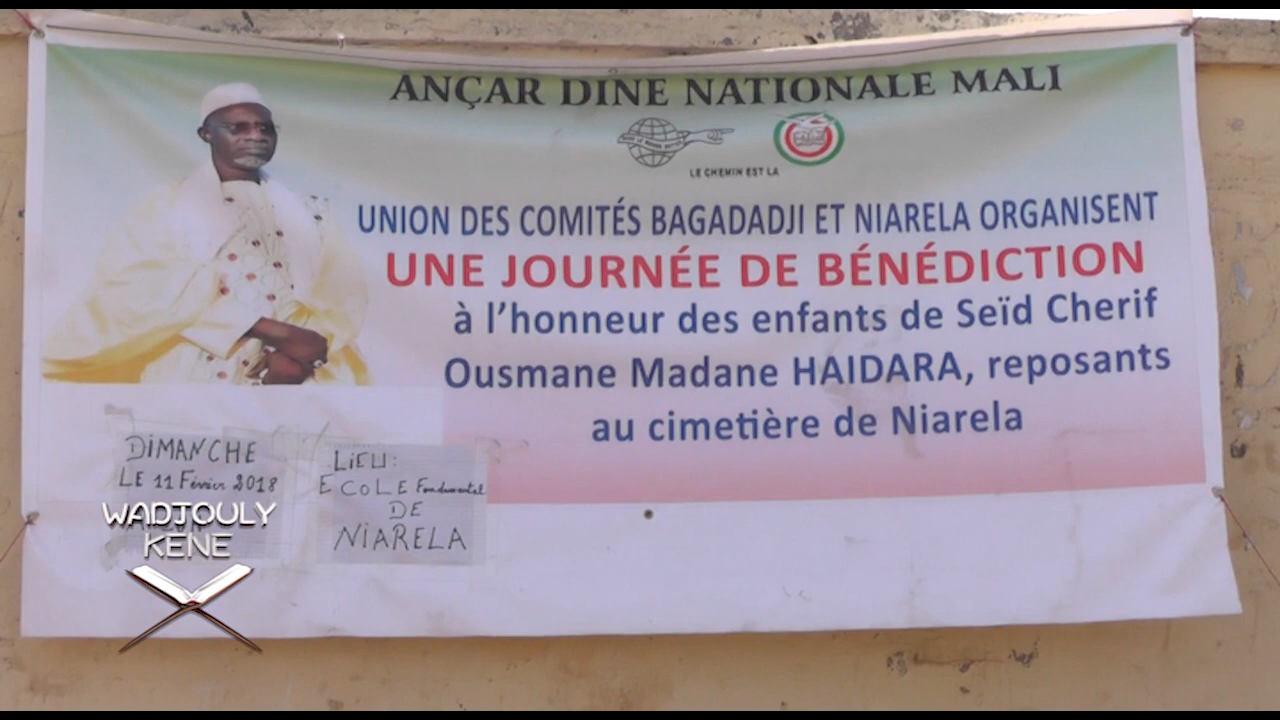 ANÇAR DINE NATIONALE MALI
LE CHEMIN EST LA
UNION DES COMITÉS BAGADADJI ET NIARELA ORGANISENT
UNE JOURNÉE DE BÉNÉDICTION
à l'honneur des enfants de Seïd Cherif
Ousmane Madane HAIDARA, reposants
au cimetière de Niarela
DIMANCHE
LE 11 Février 2018
LIEU:
ECOLE Fondamental
DE
NIARELA
WADJOULY
KENE